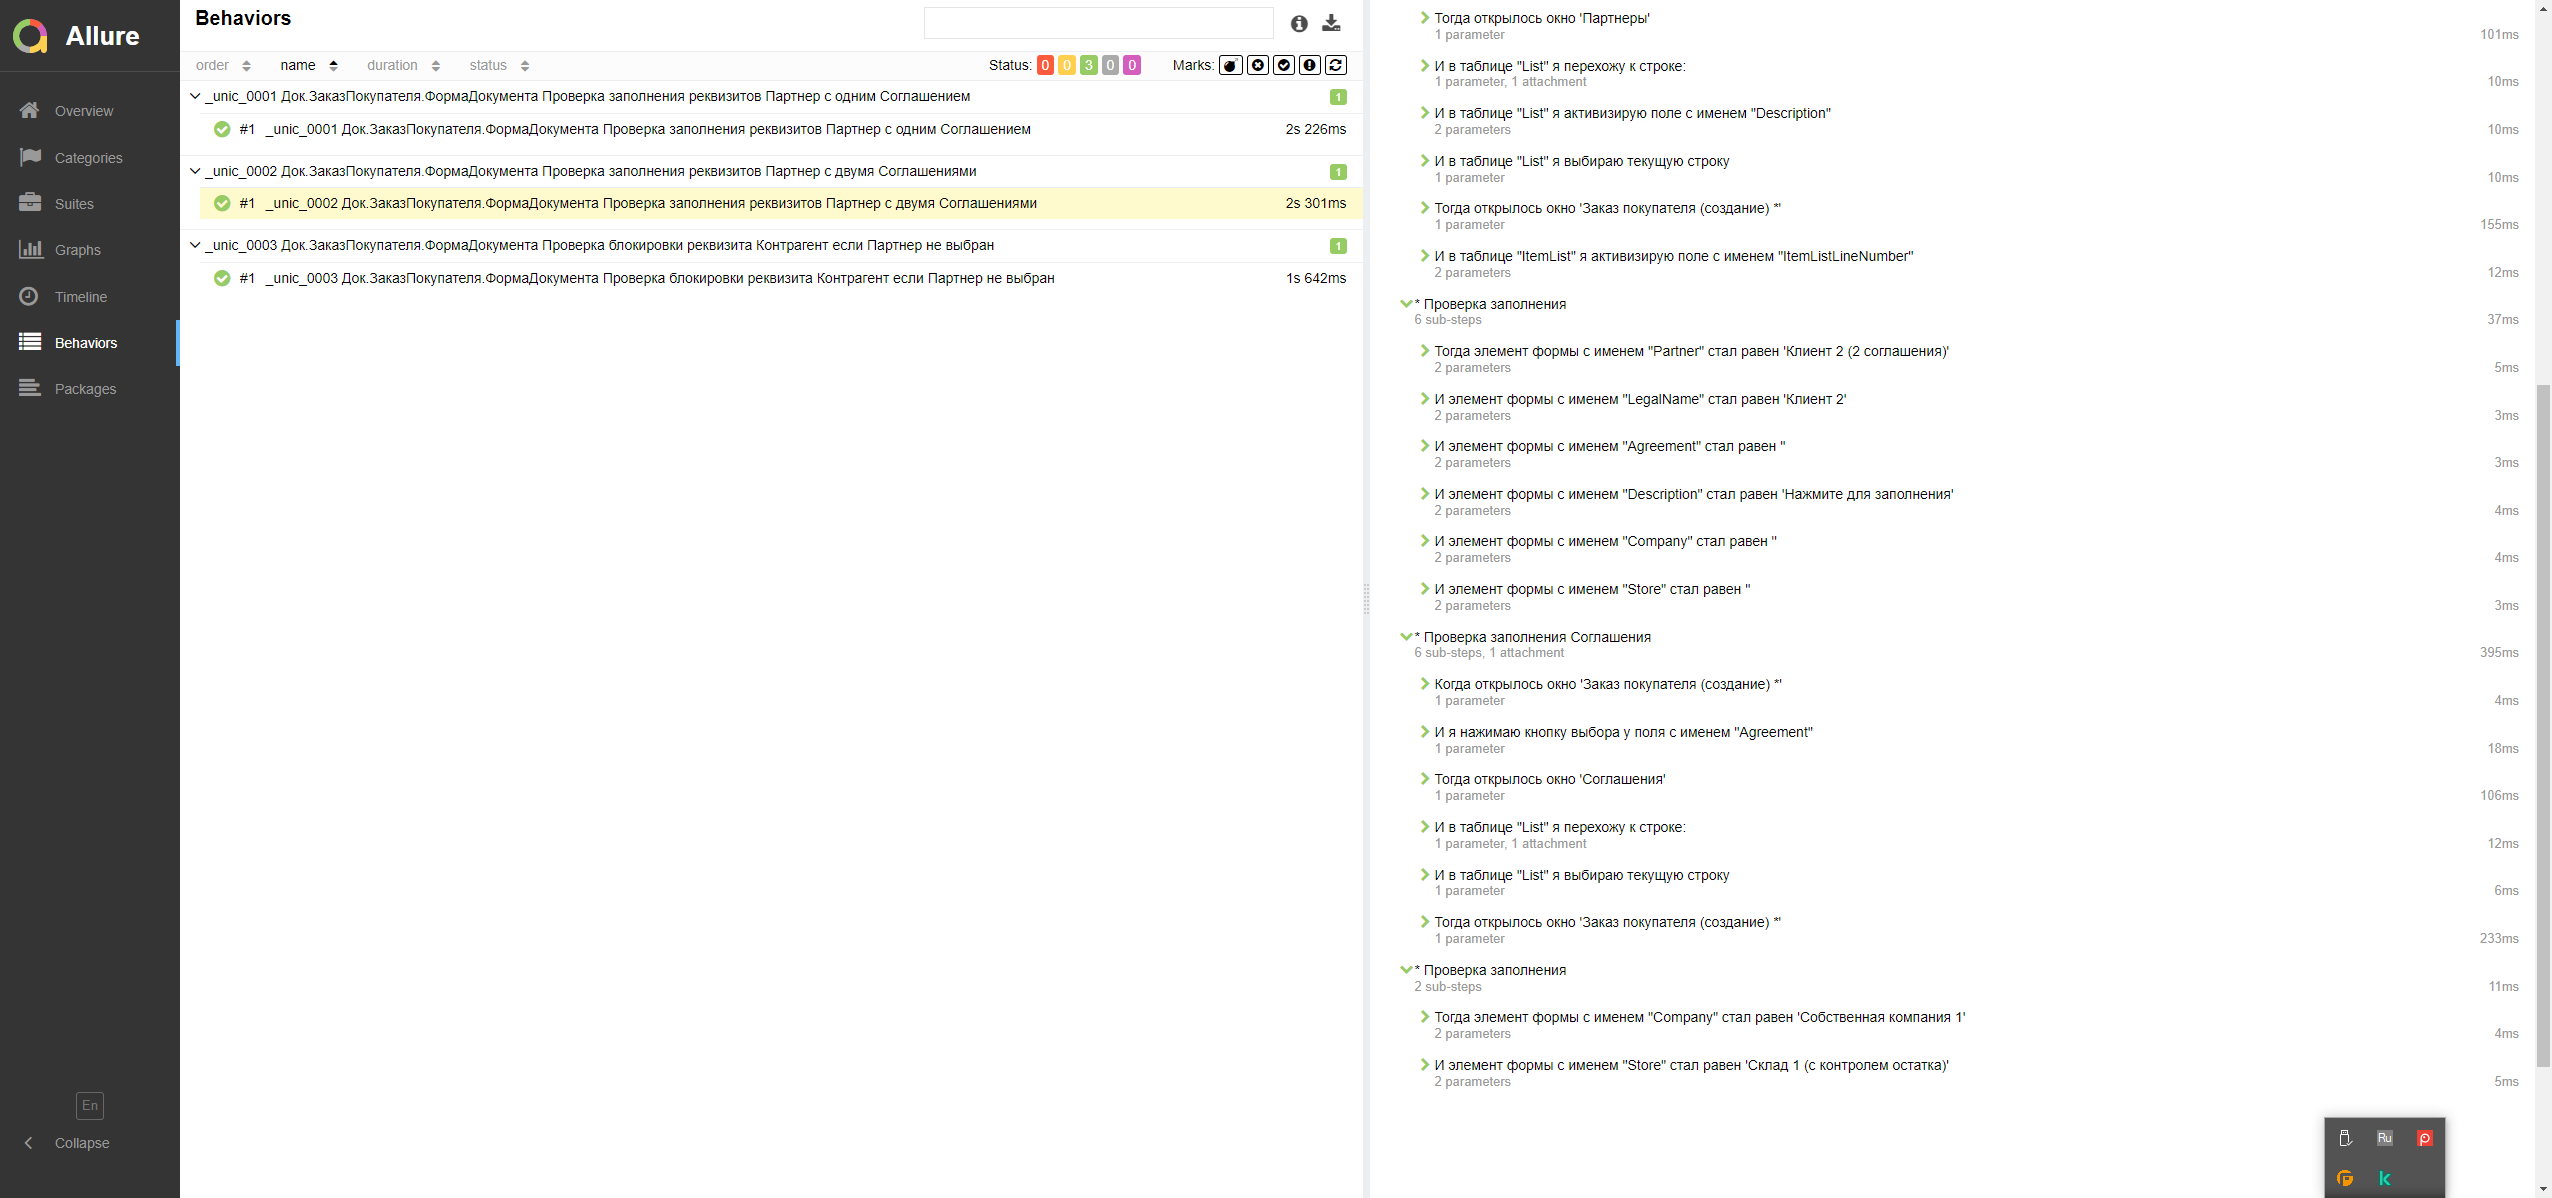 Allure
Overview
Categories
Suites
Graphs
Timeline
Behaviors
Packages
En
Collapse
Behaviors
order name duration status Status: 0 0 3 0 0 Marks:
_unic_0001 Док.ЗаказПокупателя.ФормаДокумента Проверка заполнения реквизитов Партнер с одним Соглашением 1
#1 _unic_0001 Док.ЗаказПокупателя.ФормаДокумента Проверка заполнения реквизитов Партнер с одним Соглашением 2s 226ms
_unic_0002 Док.ЗаказПокупателя.ФормаДокумента Проверка заполнения реквизитов Партнер с двумя Соглашениями 1
#1 _unic_0002 Док.ЗаказПокупателя.ФормаДокумента Проверка заполнения реквизитов Партнер с двумя Соглашениями 2s 301ms
_unic_0003 Док.ЗаказПокупателя.ФормаДокумента Проверка блокировки реквизита Контрагент если Партнер не выбран 1
#1 _unic_0003 Док.ЗаказПокупателя.ФормаДокумента Проверка блокировки реквизита Контрагент если Партнер не выбран 1s 642ms
Тогда открылось окно 'Партнеры'
1 parameter 101ms
И в таблице "List" я перехожу к строке:
1 parameter, 1 attachment 10ms
И в таблице "List" я активизирую поле с именем "Description"
2 parameters 10ms
И в таблице "List" я выбираю текущую строку
1 parameter 10ms
Тогда открылось окно 'Заказ покупателя (создание) *'
1 parameter 155ms
И в таблице "ItemList" я активизирую поле с именем "ItemListLineNumber"
2 parameters 12ms
* Проверка заполнения
6 sub-steps 37ms
Тогда элемент формы с именем "Partner" стал равен 'Клиент 2 (2 соглашения)'
2 parameters 5ms
И элемент формы с именем "LegalName" стал равен 'Клиент 2'
2 parameters 3ms
И элемент формы с именем "Agreement" стал равен ''
2 parameters 3ms
И элемент формы с именем "Description" стал равен 'Нажмите для заполнения'
2 parameters 4ms
И элемент формы с именем "Company" стал равен ''
2 parameters 4ms
И элемент формы с именем "Store" стал равен ''
2 parameters 3ms
* Проверка заполнения Соглашения
6 sub-steps, 1 attachment 395ms
Когда открылось окно 'Заказ покупателя (создание) *'
1 parameter 4ms
И я нажимаю кнопку выбора у поля с именем "Agreement"
1 parameter 18ms
Тогда открылось окно 'Соглашения'
1 parameter 106ms
И в таблице "List" я перехожу к строке:
1 parameter, 1 attachment 12ms
И в таблице "List" я выбираю текущую строку
1 parameter 6ms
Тогда открылось окно 'Заказ покупателя (создание) *'
1 parameter 233ms
* Проверка заполнения
2 sub-steps 11ms
Тогда элемент формы с именем "Company" стал равен 'Собственная компания 1'
2 parameters 4ms
И элемент формы с именем "Store" стал равен 'Склад 1 (с контролем остатка)'
2 parameters 5ms
Ru